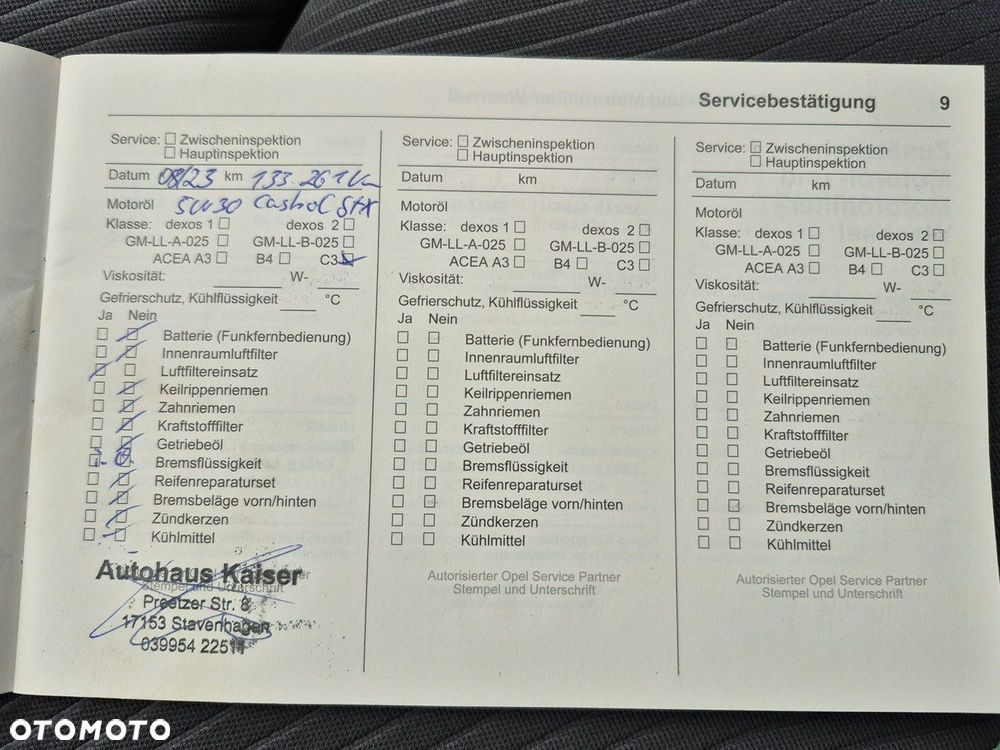 Servicebestätigung 9
Service: Zwischeninspektion
Hauptinspektion
Datum 08/23 km 133.261 Km
Motoröl 5W30 Castrol
Klasse: dexos 1 dexos 2
GM-LL-A-025 GM-LL-B-025
ACEA A3 B4 C3
Viskosität: W-
Gefrierschutz, Kühlflüssigkeit °C
Ja Nein
Batterie (Funkfernbedienung)
Innenraumluftfilter
Luftfiltereinsatz
Keilrippenriemen
Zahnriemen
Kraftstofffilter
Getriebeöl
i.O. Bremsflüssigkeit
Reifenreparaturset
Bremsbeläge vorn/hinten
Zündkerzen
Kühlmittel
Autohaus Kaiser
Stempel und Unterschrift
Preetzer Str. 8
17153 Stavenhagen
039954 22511
Service: Zwischeninspektion
Hauptinspektion
Datum km
Motoröl
Klasse: dexos 1 dexos 2
GM-LL-A-025 GM-LL-B-025
ACEA A3 B4 C3
Viskosität: W-
Gefrierschutz, Kühlflüssigkeit °C
Ja Nein
Batterie (Funkfernbedienung)
Innenraumluftfilter
Luftfiltereinsatz
Keilrippenriemen
Zahnriemen
Kraftstofffilter
Getriebeöl
Bremsflüssigkeit
Reifenreparaturset
Bremsbeläge vorn/hinten
Zündkerzen
Kühlmittel
Autorisierter Opel Service Partner
Stempel und Unterschrift
Service: Zwischeninspektion
Hauptinspektion
Datum km
Motoröl
Klasse: dexos 1 dexos 2
GM-LL-A-025 GM-LL-B-025
ACEA A3 B4 C3
Viskosität: W-
Gefrierschutz, Kühlflüssigkeit °C
Ja Nein
Batterie (Funkfernbedienung)
Innenraumluftfilter
Luftfiltereinsatz
Keilrippenriemen
Zahnriemen
Kraftstofffilter
Getriebeöl
Bremsflüssigkeit
Reifenreparaturset
Bremsbeläge vorn/hinten
Zündkerzen
Kühlmittel
Autorisierter Opel Service Partner
Stempel und Unterschrift
OTOMOTO